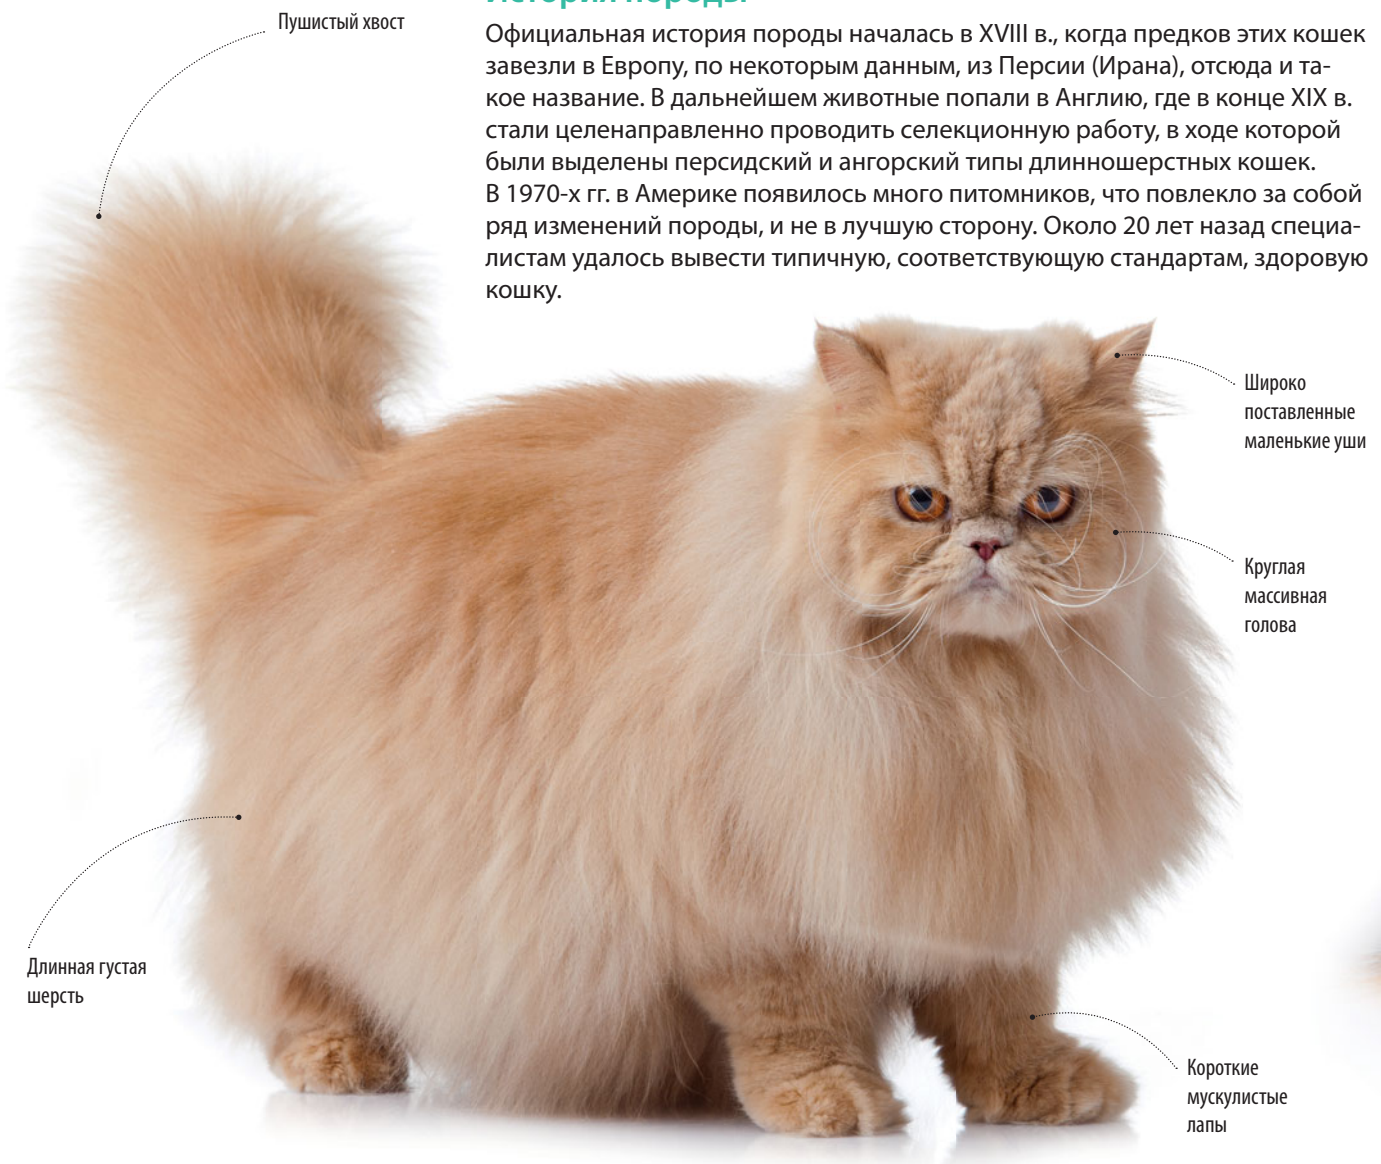 История породы
Пушистый хвост
Официальная история породы началась в XVIII в., когда предков этих кошек
завезли в Европу, по некоторым данным, из Персии (Ирана), отсюда и та-
кое название. В дальнейшем животные попали в Англию, где в конце XIX в.
стали целенаправленно проводить селекционную работу, в ходе которой
были выделены персидский и ангорский типы длинношерстных кошек.
В 1970-х гг. в Америке появилось много питомников, что повлекло за собой
ряд изменений породы, и не в лучшую сторону. Около 20 лет назад специа-
листам удалось вывести типичную, соответствующую стандартам, здоровую
кошку.
Широко
поставленные
маленькие уши
Круглая
массивная
голова
Длинная густая
шерсть
Короткие
мускулистые
лапы